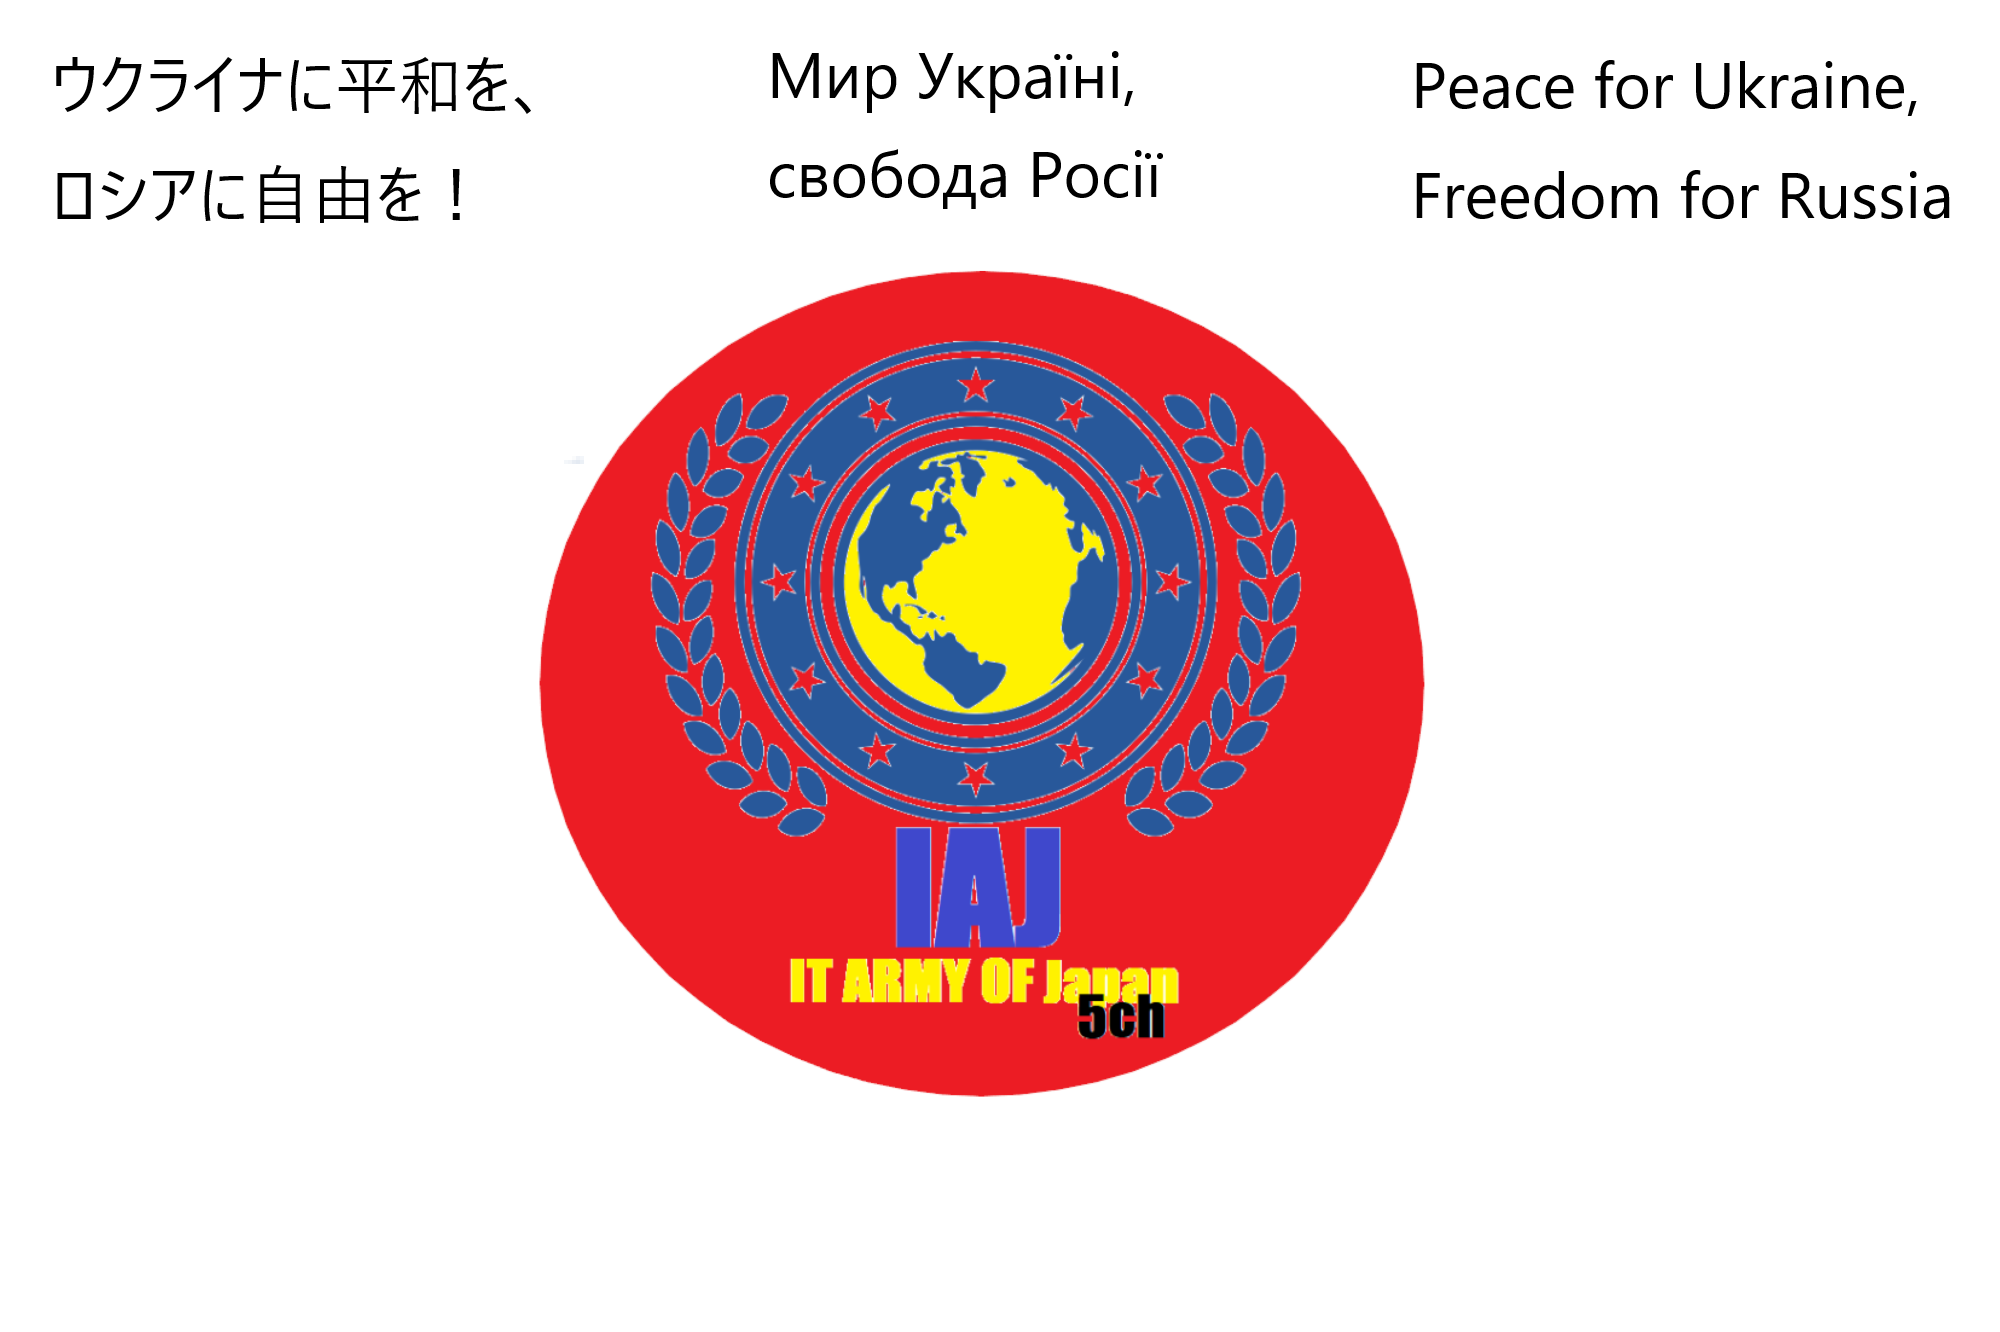 ウクライナに平和を、
ロシアに自由を！
Мир Україні,
свобода Росії
Peace for Ukraine,
Freedom for Russia
IAJ
IT ARMY OF Japan
5ch